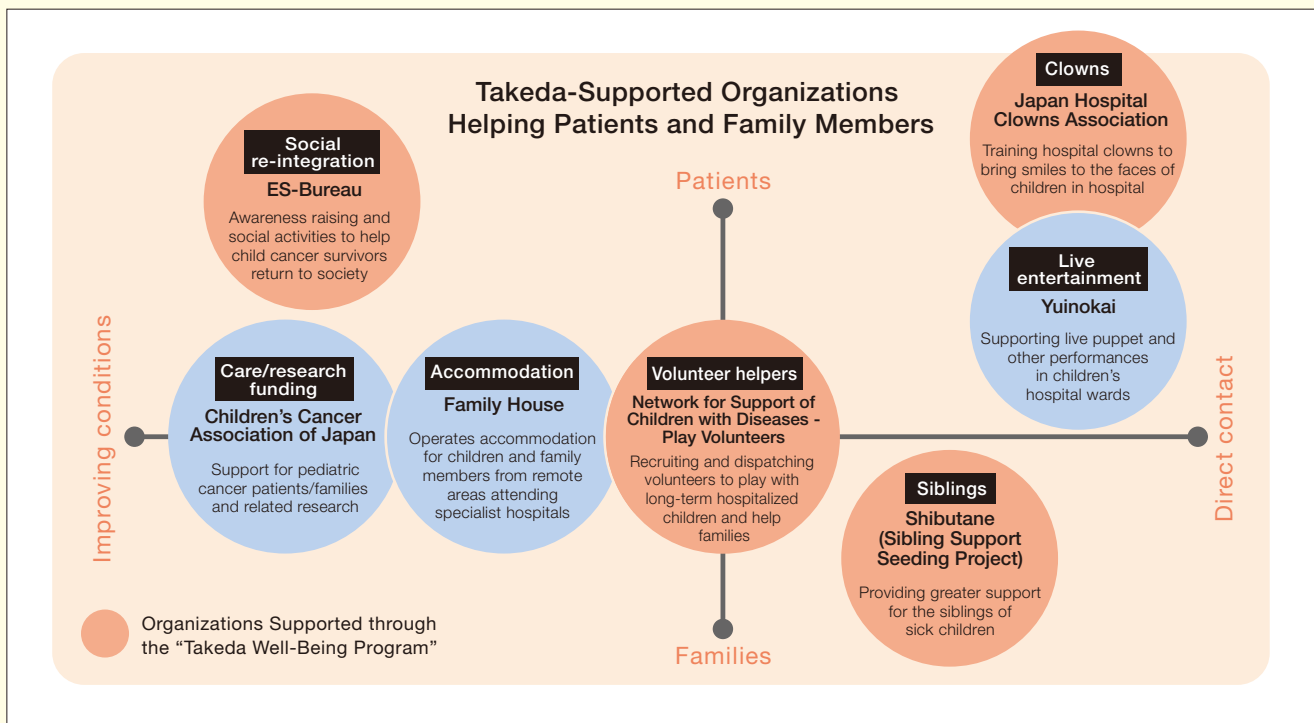 Takeda-Supported Organizations
Helping Patients and Family Members
Clowns
Japan Hospital
Clowns Association
Training hospital clowns to
bring smiles to the faces of
children in hospital
Social
re-integration
ES-Bureau
Awareness raising and
social activities to help
child cancer survivors
return to society
Patients
Live
entertainment
Yuinokai
Supporting live puppet and
other performances
in children's
hospital wards
Improving conditions
Care/research
funding
Children's Cancer
Association of Japan
Support for pediatric
cancer patients/families
and related research
Accommodation
Family House
Operates accommodation
for children and family
members from remote
areas attending
specialist hospitals
Volunteer helpers
Network for Support of
Children with Diseases -
Play Volunteers
Recruiting and dispatching
volunteers to play with
long-term hospitalized
children and help
families
Direct contact
Siblings
Shibutane
(Sibling Support
Seeding Project)
Providing greater support
for the siblings of
sick children
Families
Organizations Supported through
the “Takeda Well-Being Program”